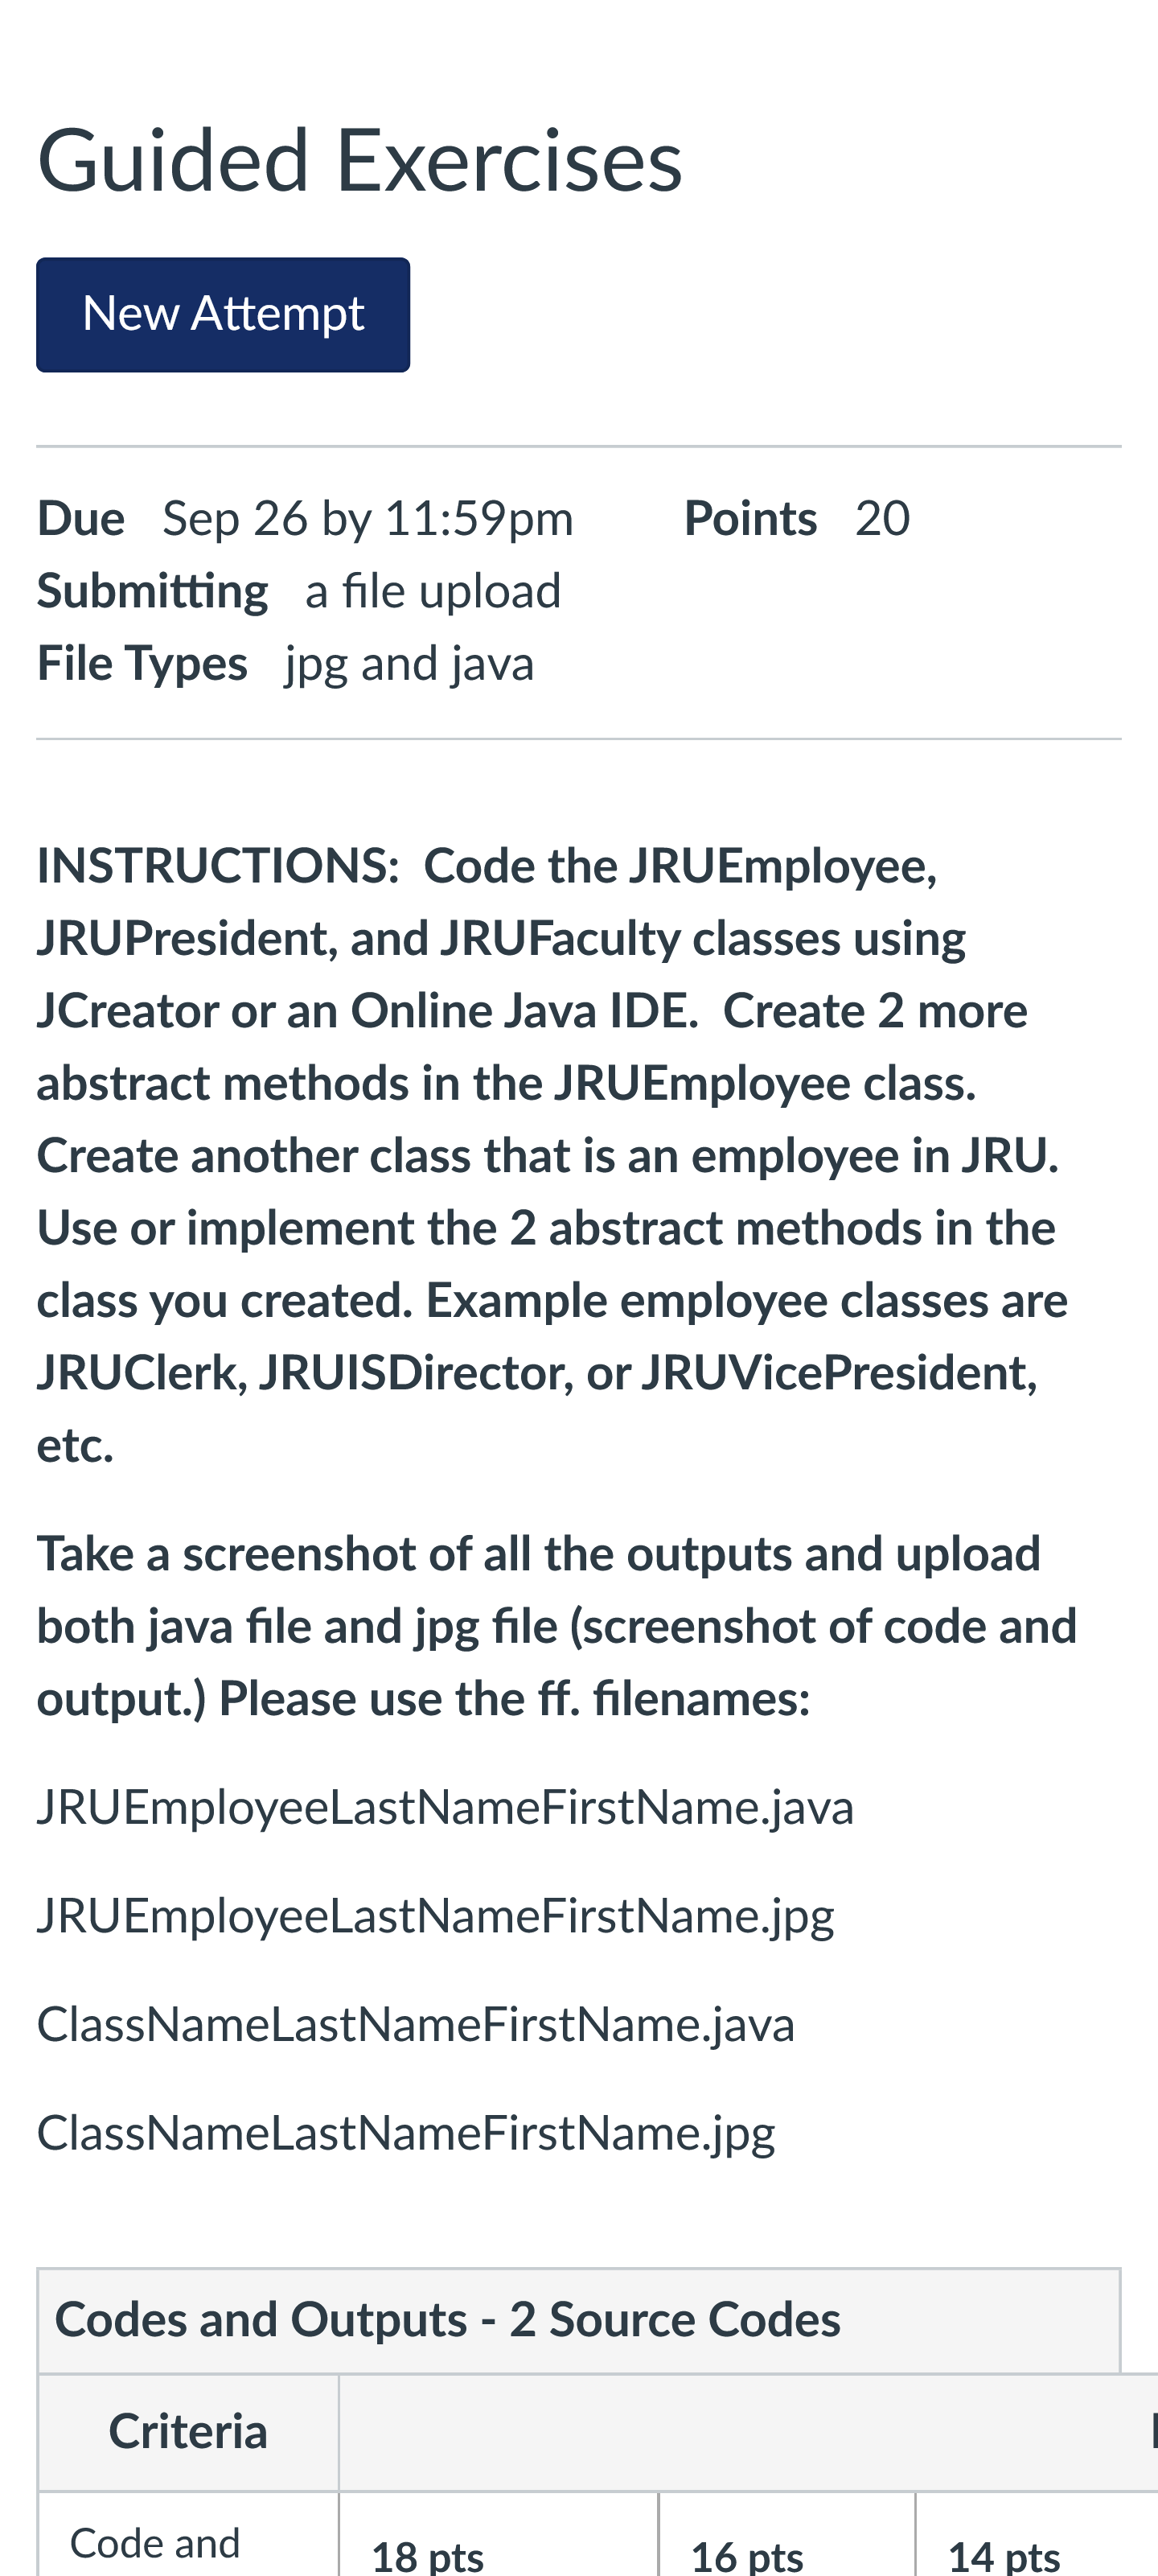 Guided Exercises
New Attempt
Due Sep 26 by 11:59pm Points 20
Submitting a file upload
File Types jpg and java
INSTRUCTIONS: Code the JRUEmployee,
JRUPresident, and JRUFaculty classes using
JCreator or an Online Java IDE. Create 2 more
abstract methods in the JRUEmployee class.
Create another class that is an employee in JRU.
Use or implement the 2 abstract methods in the
class you created. Example employee classes are
JRUClerk, JRUISDirector, or JRUVicePresident,
etc.
Take a screenshot of all the outputs and upload
both java file and jpg file (screenshot of code and
output.) Please use the ff. filenames:
JRUEmployeeLastNameFirstName.java
JRUEmployeeLastNameFirstName.jpg
ClassNameLastNameFirstName.java
ClassNameLastNameFirstName.jpg
Codes and Outputs - 2 Source Codes
Criteria
Code and
18 pts 16 pts 14 pts